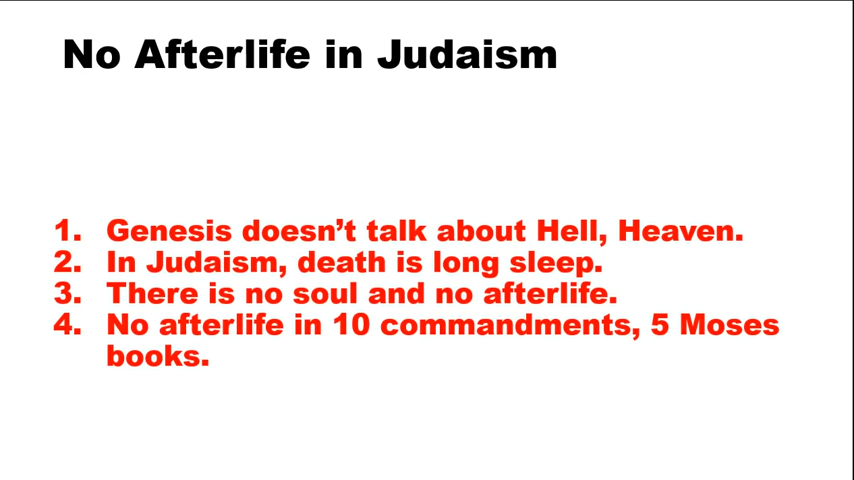 No Afterlife in Judaism
1. Genesis doesn’t talk about Hell, Heaven.
2. In Judaism, death is long sleep.
3. There is no soul and no afterlife.
4. No afterlife in 10 commandments, 5 Moses
books.